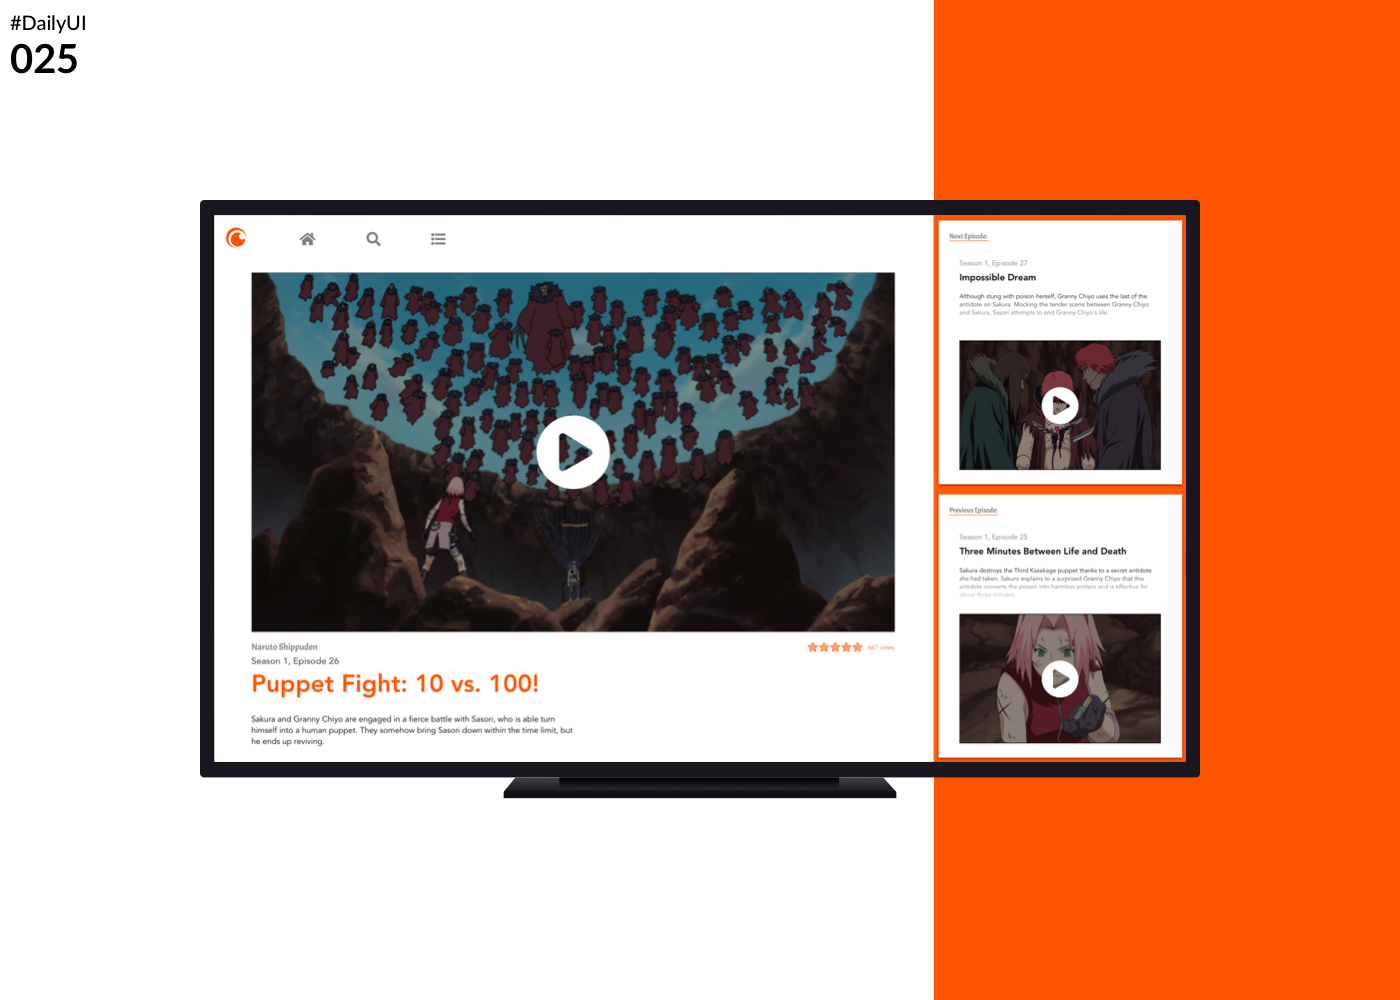 #DailyUI
025
Naruto Shippuden
667 votes
Season 1, Episode 26
Puppet Fight: 10 vs. 100!
Sakura and Granny Chiyo are engaged in a fierce battle with Sasori, who is able turn
himself into a human puppet. They somehow bring Sasori down within the time limit, but
he ends up reviving.
Next Episode:
Season 1, Episode 27
Impossible Dream
Although stung with poison herself, Granny Chiyo uses the last of the
antidote on Sakura. Mocking the tender scene between Granny Chiyo
and Sakura, Sasori attempts to end Granny Chiyo's life.
Previous Episode:
Season 1, Episode 25
Three Minutes Between Life and Death
Sakura destroys the Third Kazekage puppet thanks to a secret antidote
she had taken. Sakura explains to a surprised Granny Chiyo that this
antidote converts the poison into harmless protein and is effective for
about three minutes.